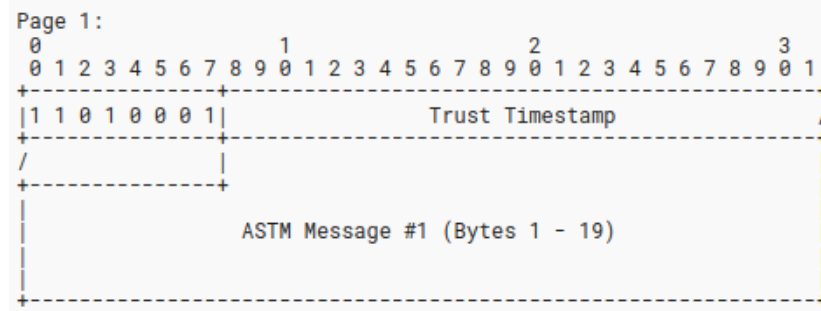 Page 1:
0                   1                   2                   3
0 1 2 3 4 5 6 7 8 9 0 1 2 3 4 5 6 7 8 9 0 1 2 3 4 5 6 7 8 9 0 1
|1 1 0 1 0 0 0 1|                Trust Timestamp               /
/               |
ASTM Message #1 (Bytes 1 - 19)